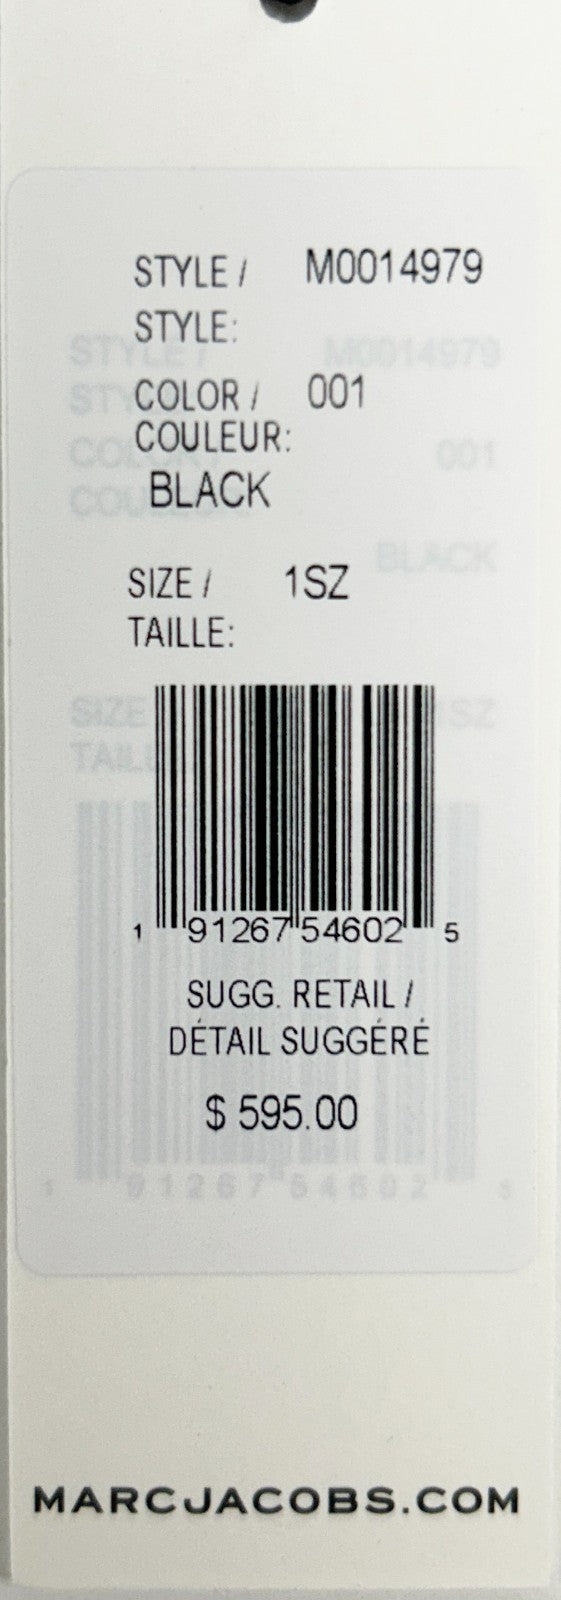 STYLE / M0014979
STYLE:
COLOR / 001
COULEUR:
BLACK
SIZE / 1SZ
TAILLE:
1 91267 54602 5
SUGG. RETAIL /
DÉTAIL SUGGÉRÉ
$ 595.00
MARCJACOBS.COM